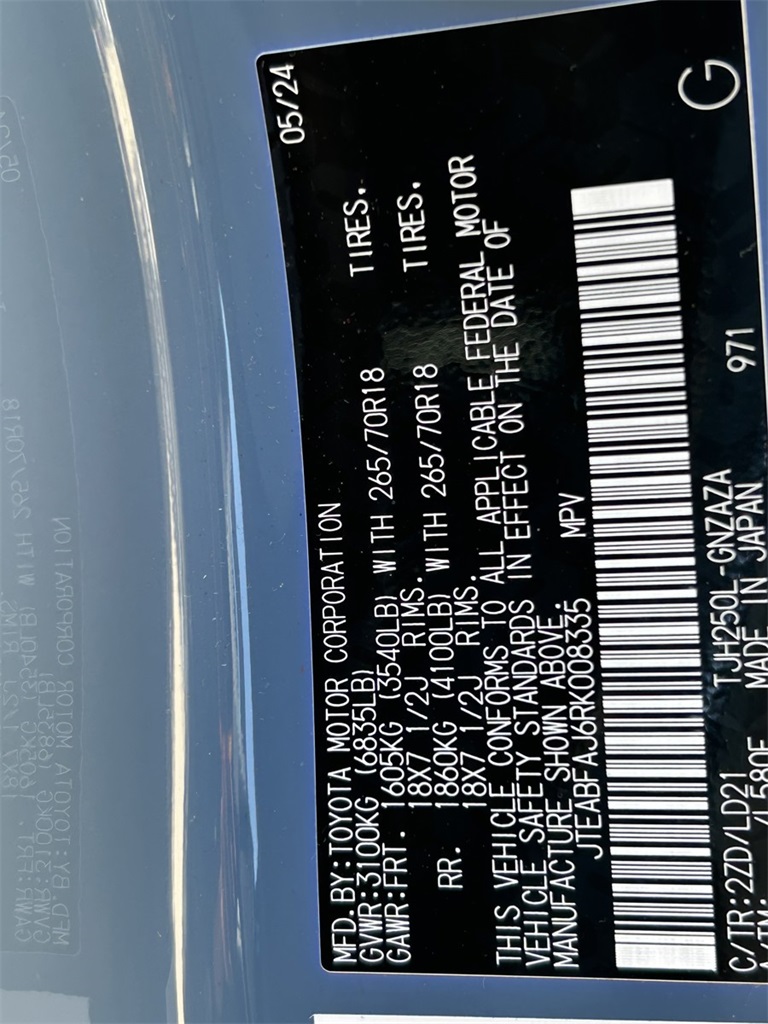 MFD.BY:TOYOTA MOTOR CORPORATION 05/24
GVWR:3100KG (6835LB)
GAWR:FRT. 1605KG (3540LB) WITH 265/70R18 TIRES.
18X7 1/2J RIMS.
RR. 1860KG (4100LB) WITH 265/70R18 TIRES.
18X7 1/2J RIMS.
THIS VEHICLE CONFORMS TO ALL APPLICABLE FEDERAL MOTOR
VEHICLE SAFETY STANDARDS IN EFFECT ON THE DATE OF
MANUFACTURE SHOWN ABOVE.
JTEABFAJ6RK008335 MPV
C/TR:2ZD/LD21 TJH250L-GNZAZA 971 G
MADE IN JAPAN